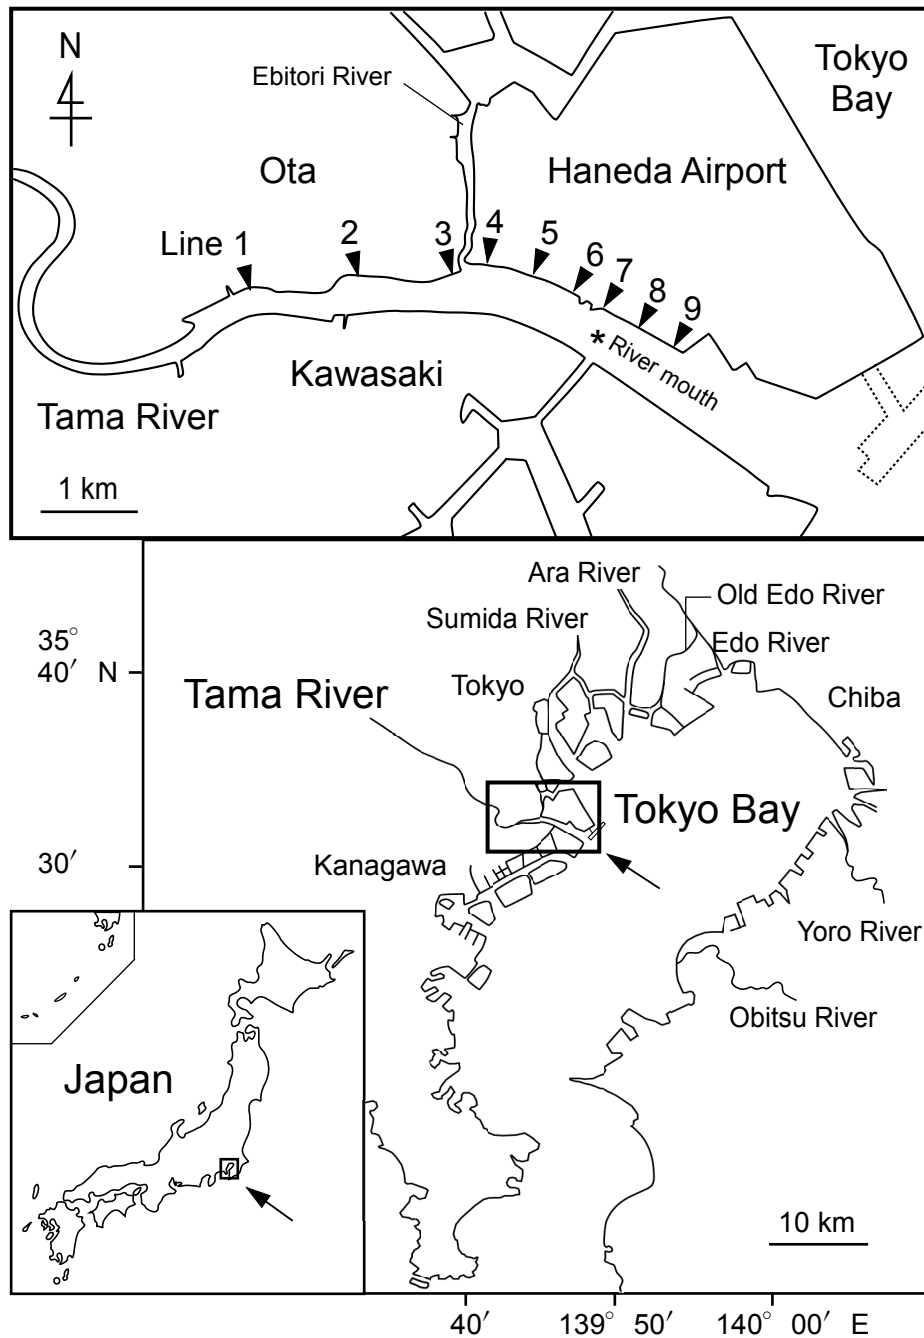 N
Ebitori River
Tokyo
Bay
Ota
Haneda Airport
Line 1
2
3
4
5
6
7
8
9
* River mouth
Kawasaki
Tama River
1 km
Ara River
Old Edo River
Sumida River
Edo River
35°
40′ N
Tama River
Tokyo
Chiba
Tokyo Bay
30′
Kanagawa
Yoro River
Obitsu River
Japan
10 km
40′
139° 50′
140° 00′ E